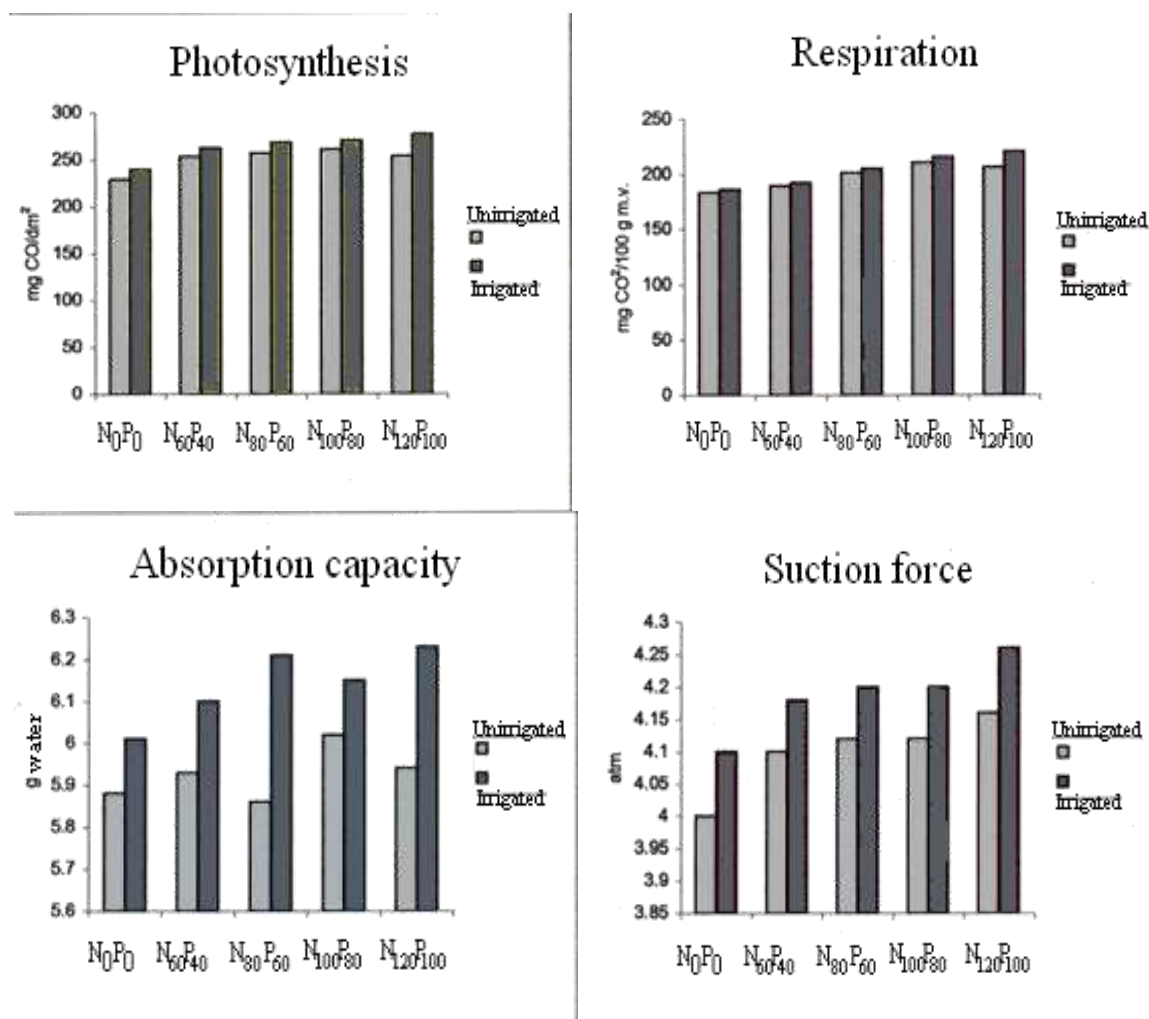 Photosynthesis
300
250
200
150
100
50
0
mg CO/dm²
N0P0 N60P40 N80P60 N100P80 N120P100
Unirrigated
Irrigated
Respiration
250
200
150
100
50
0
mg CO²/100 g m.v.
N0P0 N60P40 N80P60 N100P80 N120P100
Unirrigated
Irrigated
Absorption capacity
6.3
6.2
6.1
6
5.9
5.8
5.7
5.6
g water
N0P0 N60P40 N80P60 N100P80 N120P100
Unirrigated
Irrigated
Suction force
4.3
4.25
4.2
4.15
4.1
4.05
4
3.95
3.9
3.85
atm
N0P0 N60P40 N80P60 N100P80 N120P100
Unirrigated
Irrigated